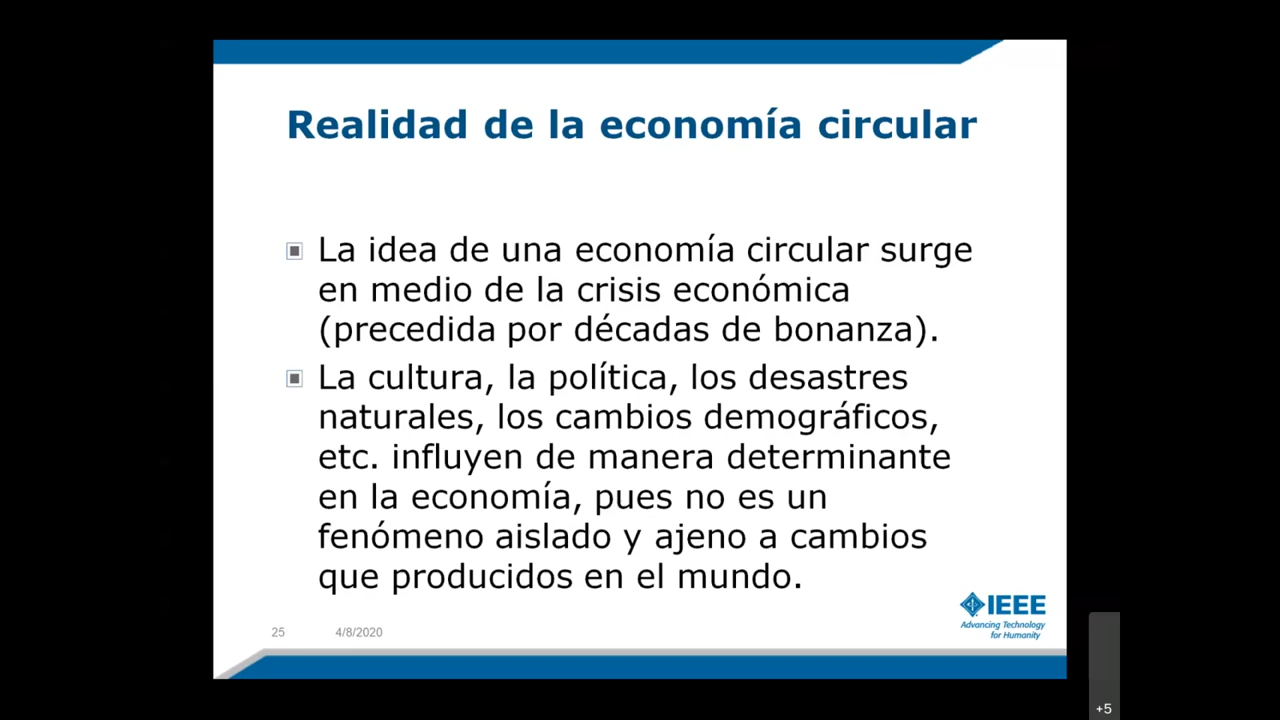 Realidad de la economía circular
La idea de una economía circular surge
en medio de la crisis económica
(precedida por décadas de bonanza).
La cultura, la política, los desastres
naturales, los cambios demográficos,
etc. influyen de manera determinante
en la economía, pues no es un
fenómeno aislado y ajeno a cambios
que producidos en el mundo.
IEEE
Advancing Technology
for Humanity
25 4/8/2020
+5